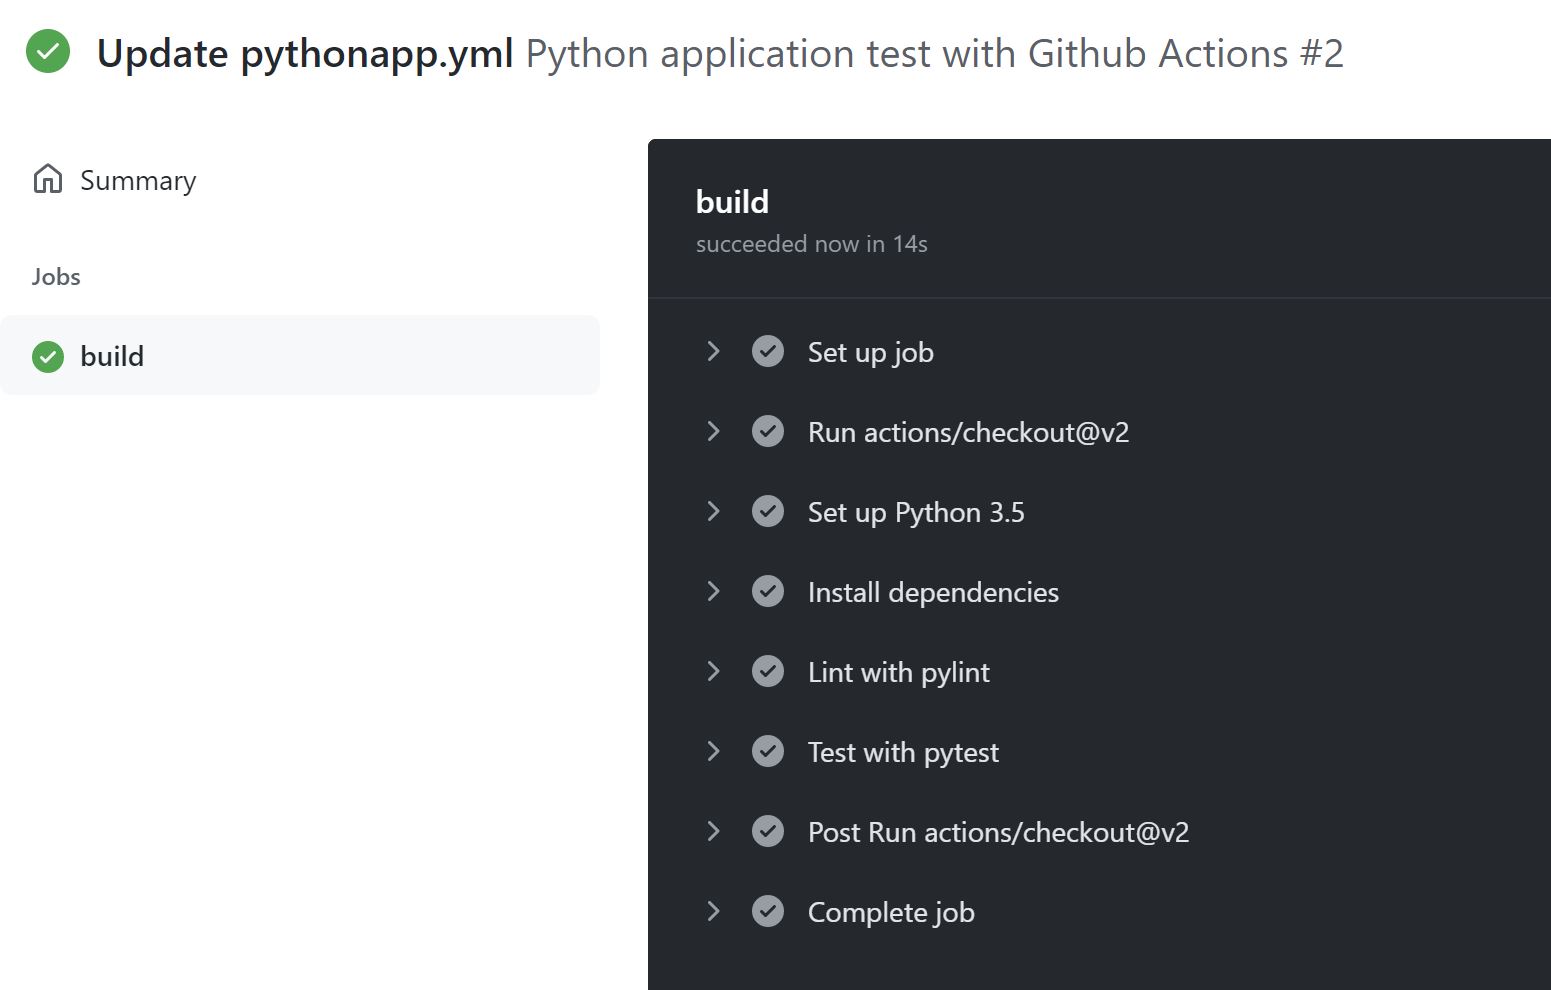 Update pythonapp.yml Python application test with Github Actions #2
Summary
Jobs
build
build
succeeded now in 14s
Set up job
Run actions/checkout@v2
Set up Python 3.5
Install dependencies
Lint with pylint
Test with pytest
Post Run actions/checkout@v2
Complete job